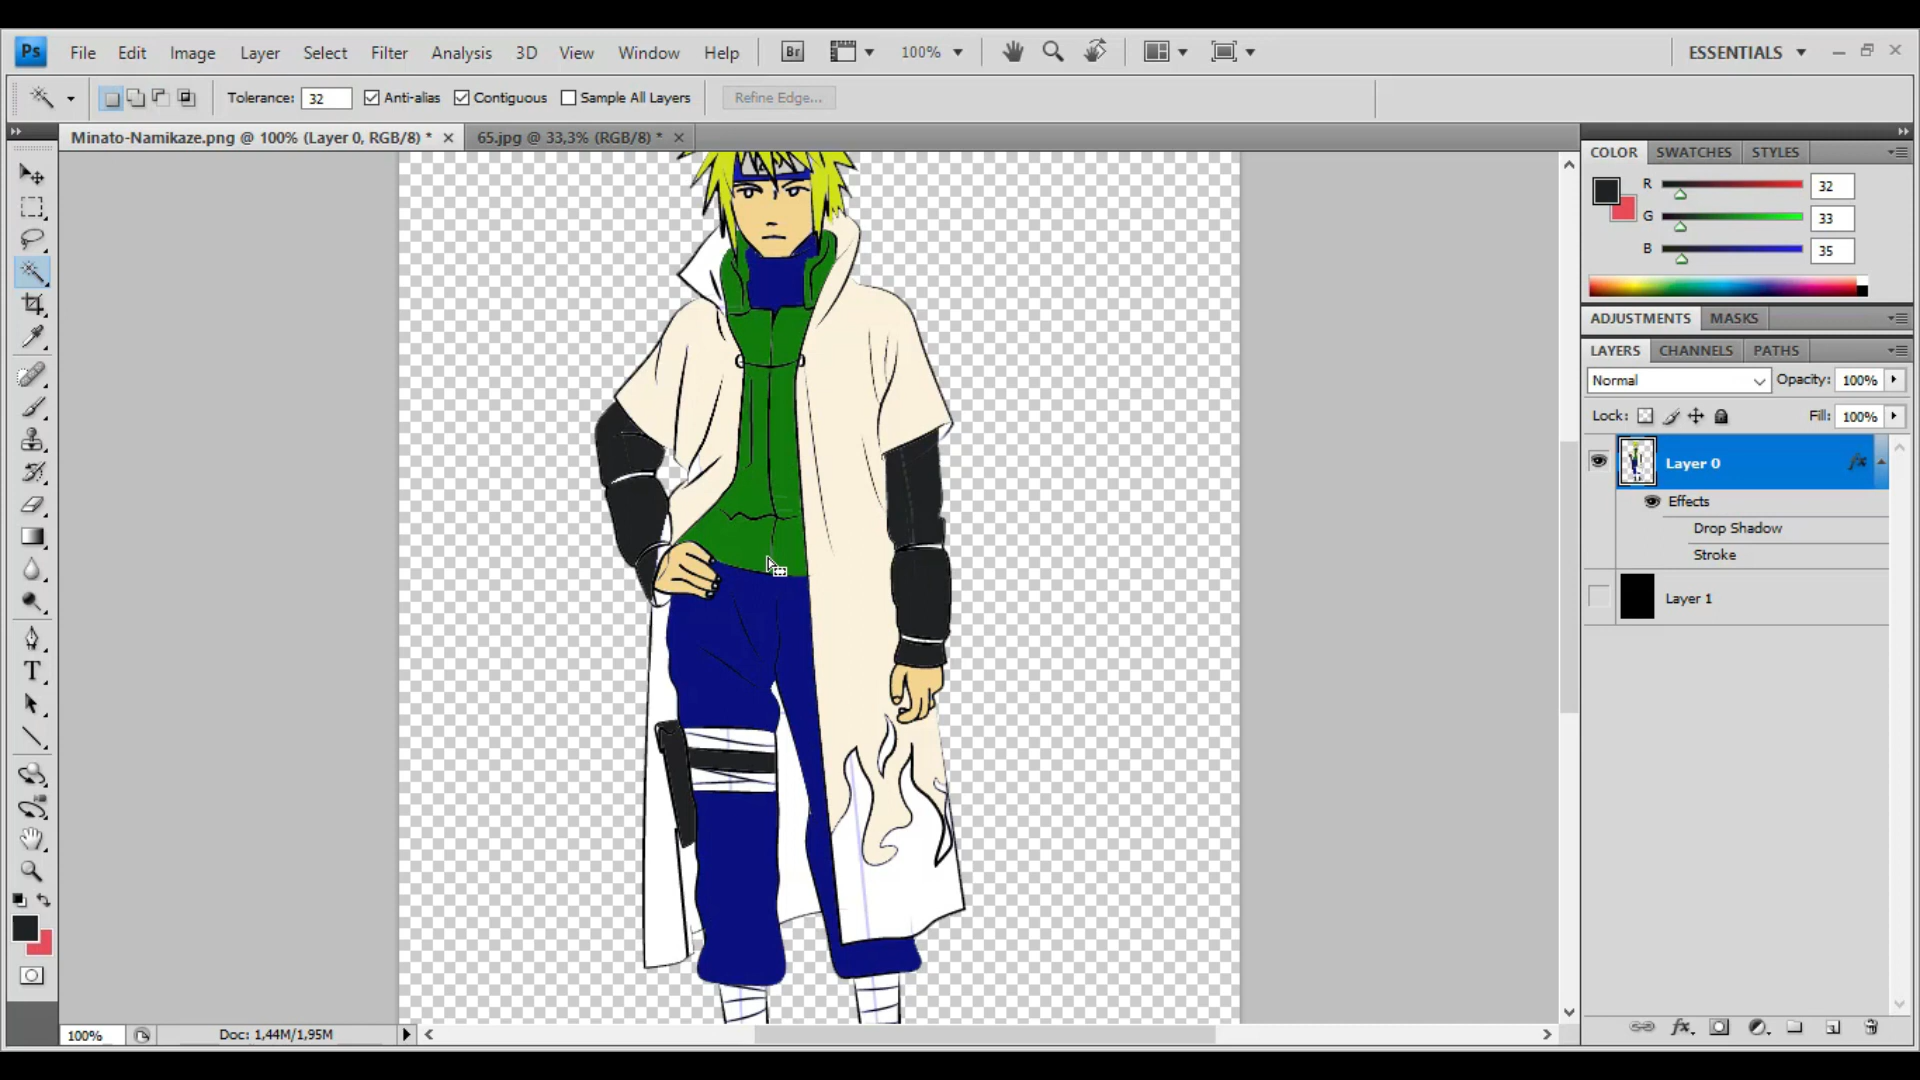 Ps File Edit Image Layer Select Filter Analysis 3D View Window Help Br 100% ESSENTIALS
Tolerance: 32 Anti-alias Contiguous Sample All Layers Refine Edge...
Minato-Namikaze.png @ 100% (Layer 0, RGB/8) * 65.jpg @ 33,3% (RGB/8) *
COLOR SWATCHES STYLES
R 32
G 33
B 35
ADJUSTMENTS MASKS
LAYERS CHANNELS PATHS
Normal Opacity: 100%
Lock: Fill: 100%
Layer 0 fx
Effects
Drop Shadow
Stroke
Layer 1
T
100% Doc: 1,44M/1,95M
fx